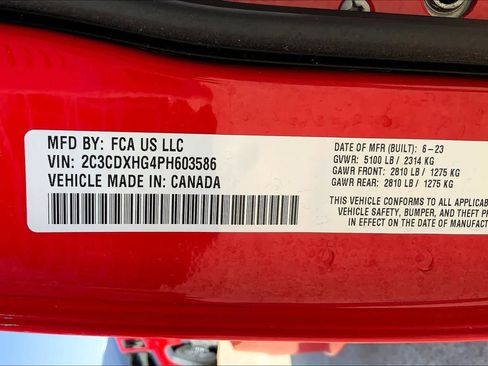 MFD BY: FCA US LLC
VIN: 2C3CDXHG4PH603586
VEHICLE MADE IN: CANADA
DATE OF MFR (BUILT): 6-23
GVWR: 5100 LB / 2314 KG
GAWR FRONT: 2810 LB / 1275 KG
GAWR REAR: 2810 LB / 1275 KG
THIS VEHICLE CONFORMS TO ALL
VEHICLE SAFETY, BUMPER, AND THEFT
IN EFFECT ON THE DATE OF